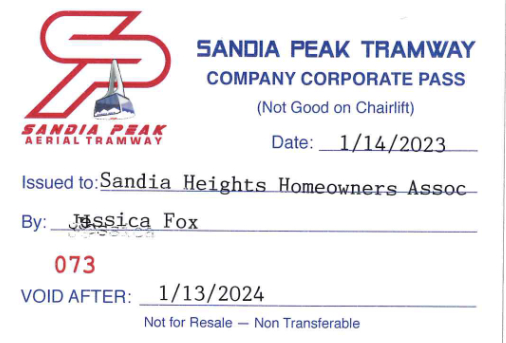 SANDIA PEAK TRAMWAY
COMPANY CORPORATE PASS
(Not Good on Chairlift)
SANDIA PEAK
AERIAL TRAMWAY
Date: 1/14/2023
Issued to: Sandia Heights Homeowners Assoc
By: Jessica Fox
073
VOID AFTER: 1/13/2024
Not for Resale — Non Transferable